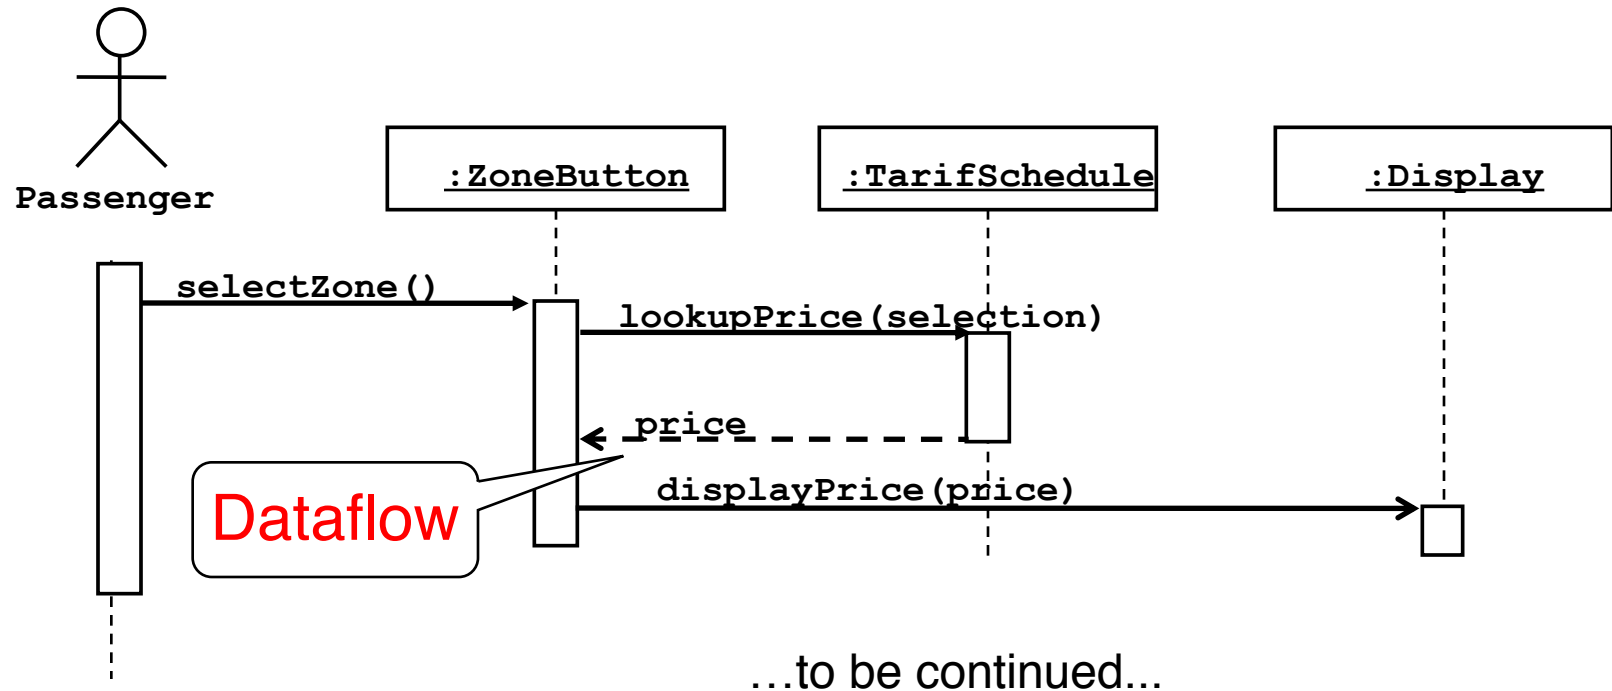 Passenger
:ZoneButton
:TarifSchedule
:Display
selectZone()
lookupPrice(selection)
price
Dataflow
displayPrice(price)
…to be continued...